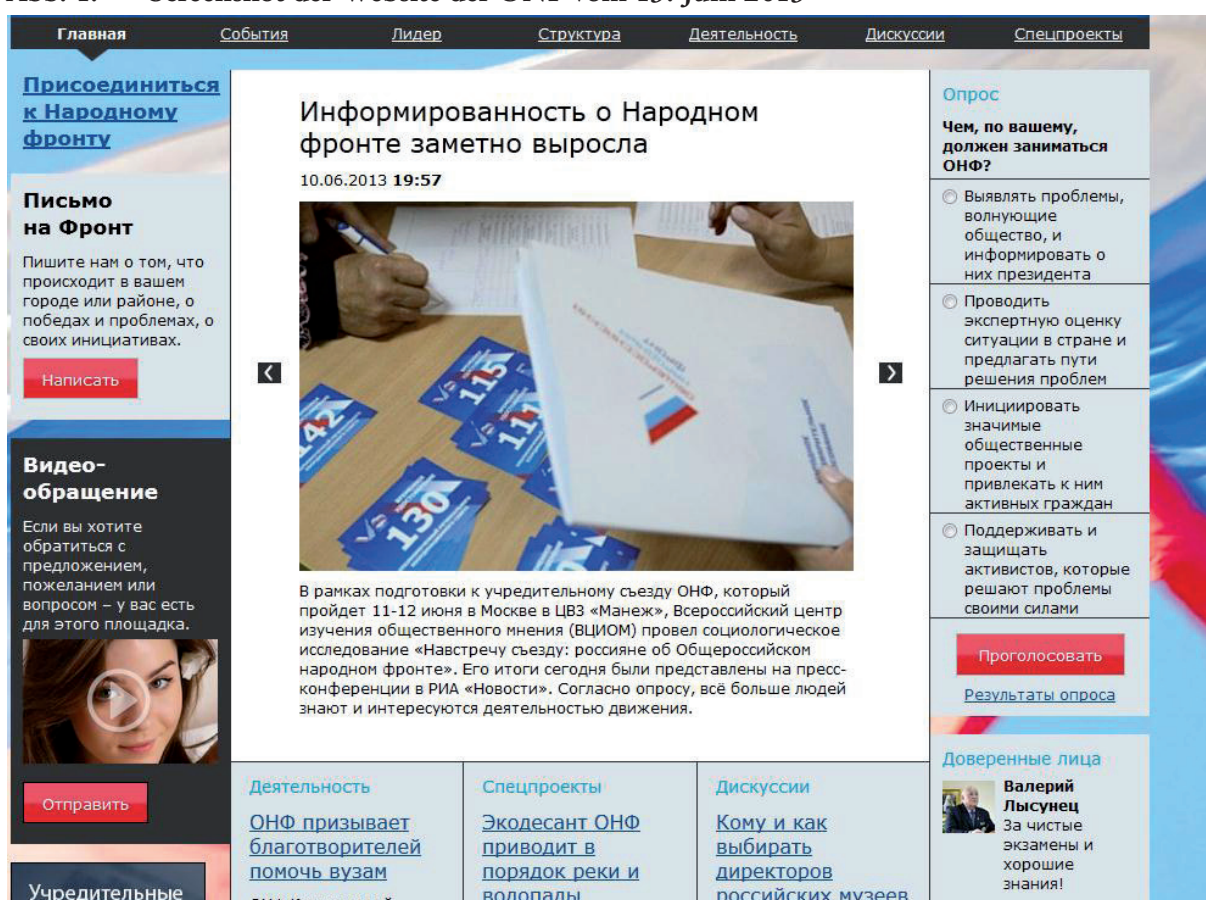 Главная События Лидер Структура Деятельность Дискуссии Спецпроекты
Присоединиться
к Народному
фронту
Письмо
на Фронт
Пишите нам о том, что
происходит в вашем
городе или районе, о
победах и проблемах, о
своих инициативах.
Написать
Видео-
обращение
Если вы хотите
обратиться с
предложением,
пожеланием или
вопросом – у вас есть
для этого площадка.
Отправить
Учредительные
Информированность о Народном
фронте заметно выросла
10.06.2013 19:57
142
115
111
130
В рамках подготовки к учредительному съезду ОНФ, который
пройдет 11-12 июня в Москве в ЦВЗ «Манеж», Всероссийский центр
изучения общественного мнения (ВЦИОМ) провел социологическое
исследование «Навстречу съезду: россияне об Общероссийском
народном фронте». Его итоги сегодня были представлены на пресс-
конференции в РИА «Новости». Согласно опросу, всё больше людей
знают и интересуются деятельностью движения.
Деятельность
ОНФ призывает
благотворителей
помочь вузам
Спецпроекты
Экодесант ОНФ
приводит в
порядок реки и
водопады
Дискуссии
Кому и как
выбирать
директоров
российских музеев
Опрос
Чем, по вашему,
должен заниматься
ОНФ?
Выявлять проблемы,
волнующие
общество, и
информировать о
них президента
Проводить
экспертную оценку
ситуации в стране и
предлагать пути
решения проблем
Инициировать
значимые
общественные
проекты и
привлекать к ним
активных граждан
Поддерживать и
защищать
активистов, которые
решают проблемы
своими силами
Проголосовать
Результаты опроса
Доверенные лица
Валерий
Лысунец
За чистые
экзамены и
хорошие
знания!